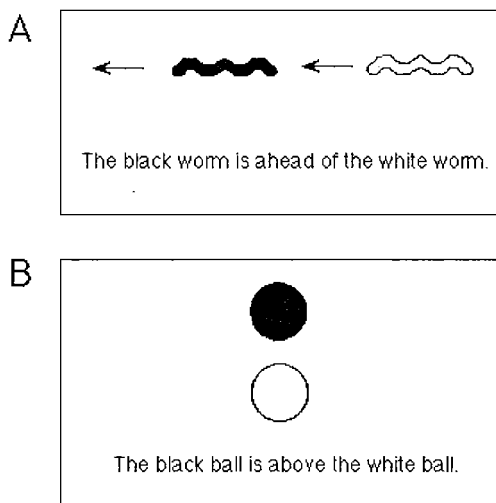 A
The black worm is ahead of the white worm.
B
The black ball is above the white ball.